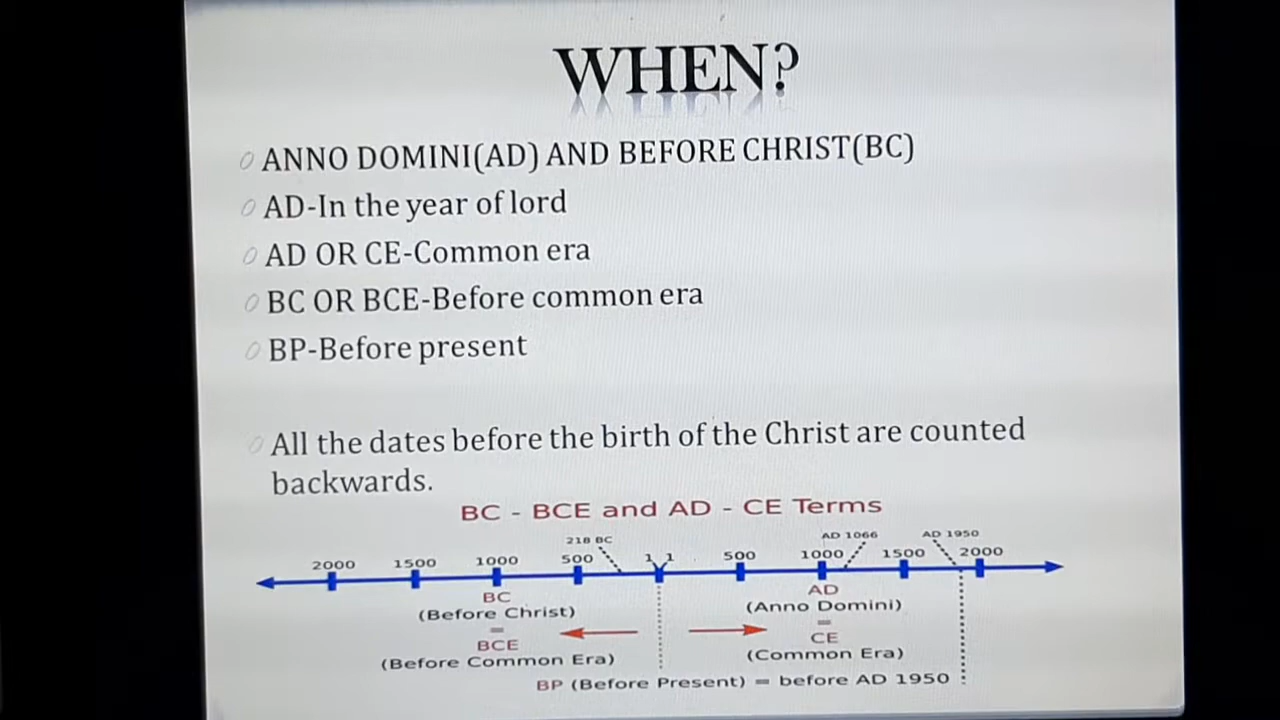 WHEN?
ANNO DOMINI(AD) AND BEFORE CHRIST(BC)
AD-In the year of lord
AD OR CE-Common era
BC OR BCE-Before common era
BP-Before present
All the dates before the birth of the Christ are counted
backwards.
BC - BCE and AD - CE Terms
218 BC AD 1066 AD 1950
2000 1500 1000 500 1 1 500 1000 1500 2000
BC AD
(Before Christ) (Anno Domini)
= =
BCE CE
(Before Common Era) (Common Era)
BP (Before Present) = before AD 1950